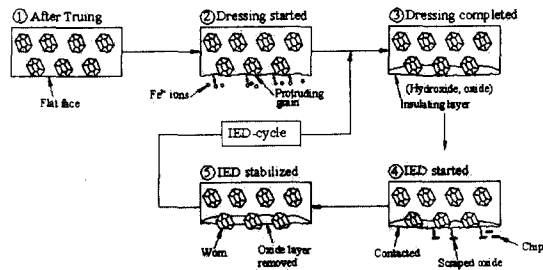 ① After Truing
Flat face
② Dressing started
Fe²⁺ ions
Protruding
grain
③ Dressing completed
(Hydroxide, oxide)
Insulating layer
IED-cycle
④ IED started
Contacted
Scraped oxide
Chip
⑤ IED stabilized
Worn
Oxide layer
removed